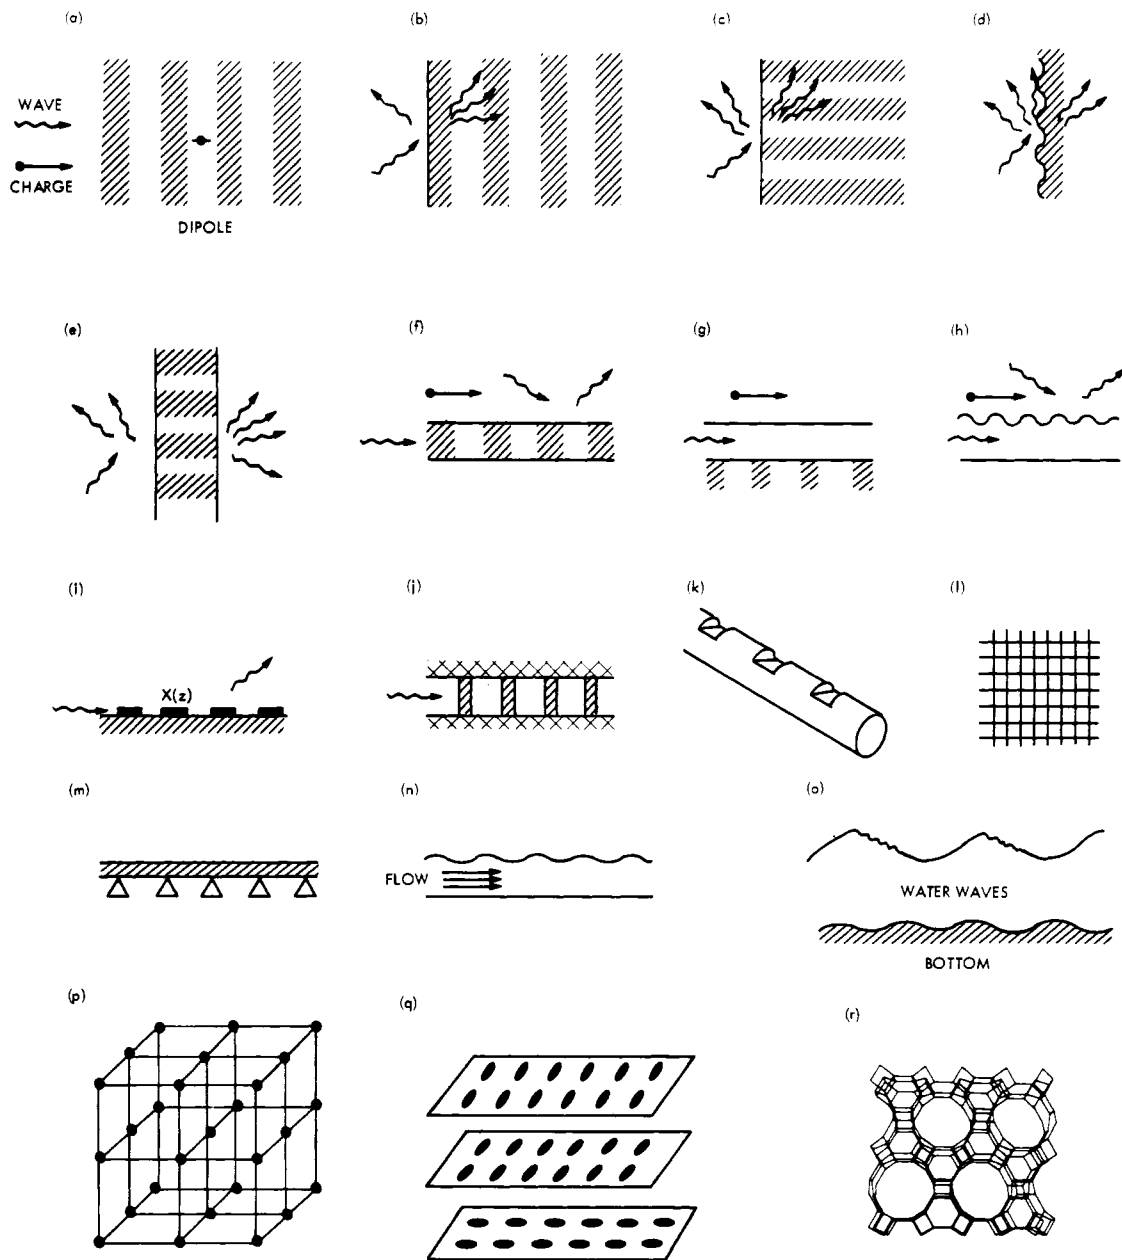 (a)
(b)
(c)
(d)
WAVE
CHARGE
DIPOLE
(e)
(f)
(g)
(h)
(i)
(j)
(k)
(l)
X(z)
(m)
(n)
(o)
FLOW
WATER WAVES
BOTTOM
(p)
(q)
(r)